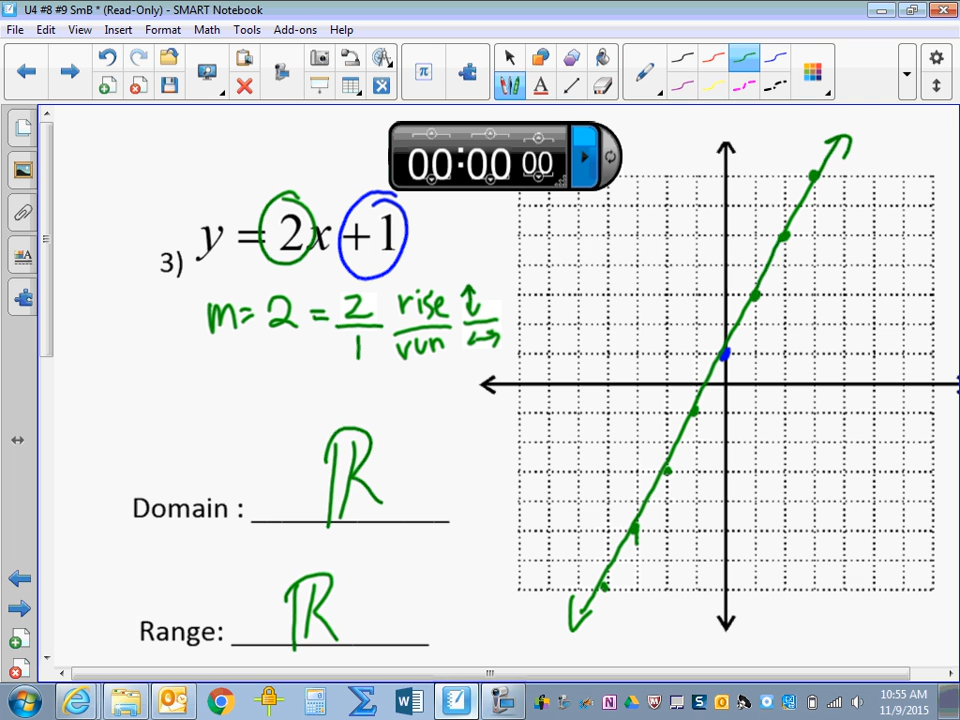 U4 #8 #9 SmB * (Read-Only) - SMART Notebook
File Edit View Insert Format Math Tools Add-ons Help
00:00 00
3) y = 2x + 1
m = 2 = 2/1 rise/run
Domain : ℝ
Range: ℝ
10:55 AM
11/9/2015